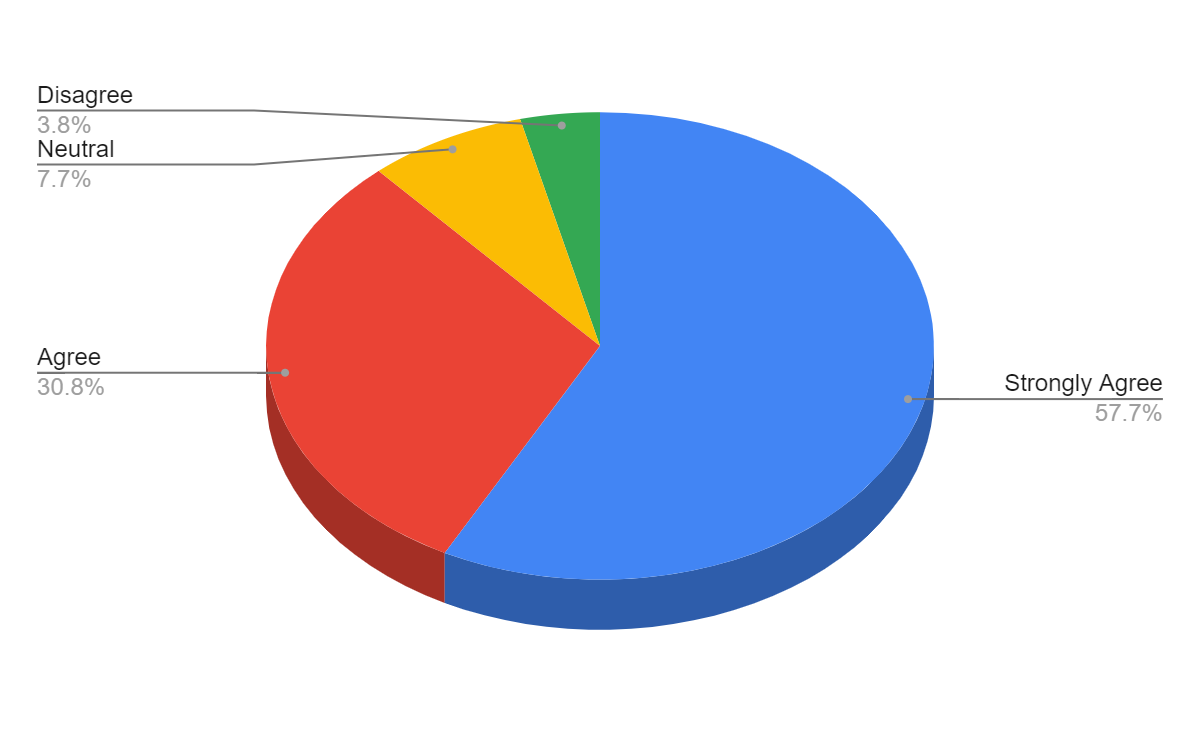 Disagree
3.8%
Neutral
7.7%
Agree
30.8%
Strongly Agree
57.7%